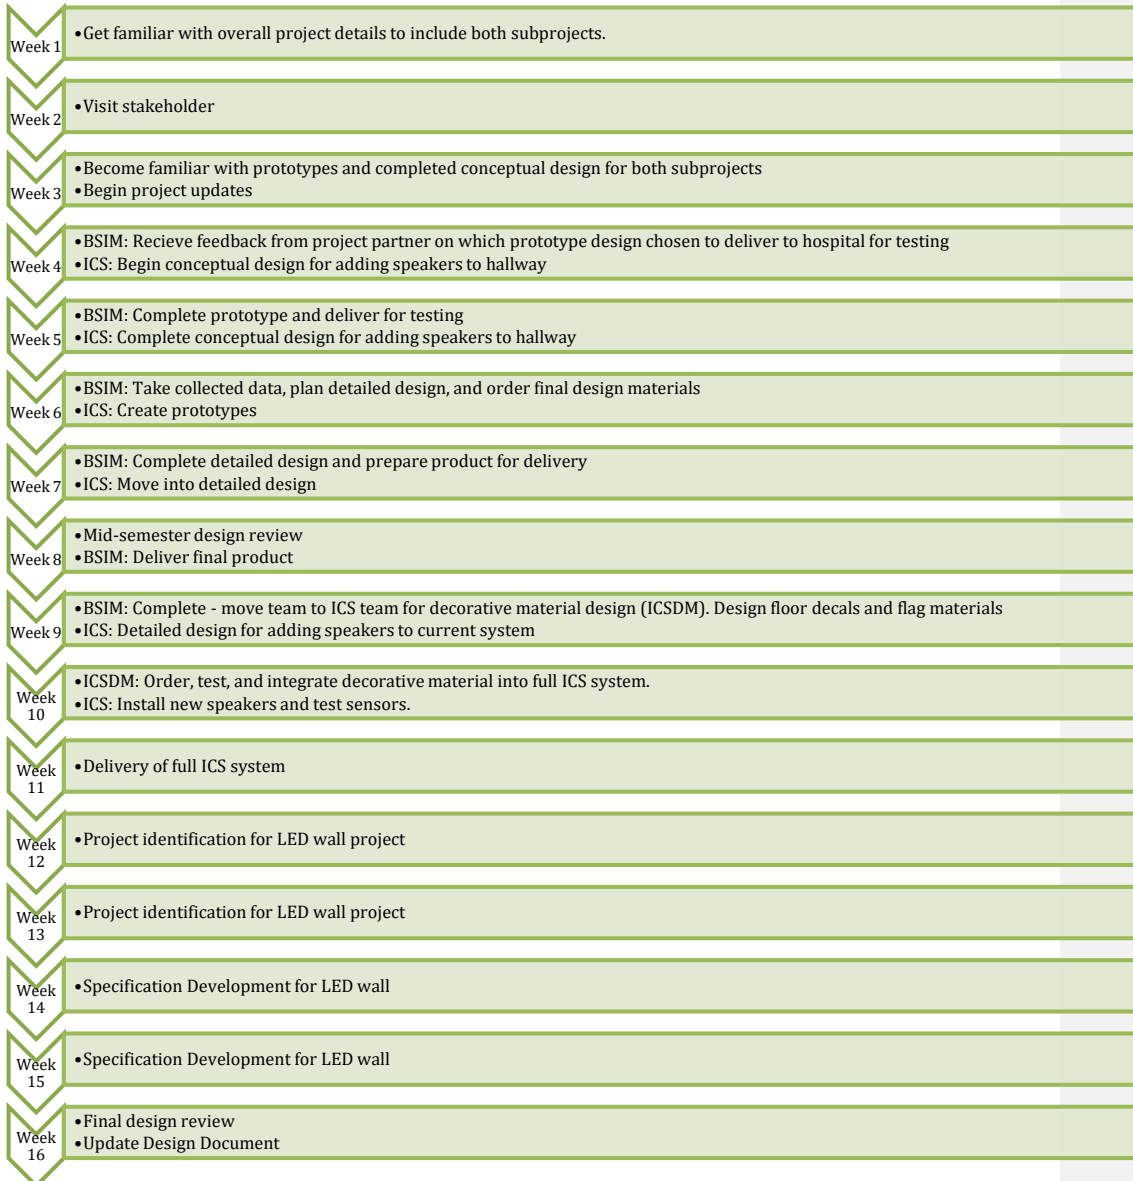 Week 1
•Get familiar with overall project details to include both subprojects.
Week 2
•Visit stakeholder
Week 3
•Become familiar with prototypes and completed conceptual design for both subprojects
•Begin project updates
Week 4
•BSIM: Recieve feedback from project partner on which prototype design chosen to deliver to hospital for testing
•ICS: Begin conceptual design for adding speakers to hallway
Week 5
•BSIM: Complete prototype and deliver for testing
•ICS: Complete conceptual design for adding speakers to hallway
Week 6
•BSIM: Take collected data, plan detailed design, and order final design materials
•ICS: Create prototypes
Week 7
•BSIM: Complete detailed design and prepare product for delivery
•ICS: Move into detailed design
Week 8
•Mid-semester design review
•BSIM: Deliver final product
Week 9
•BSIM: Complete - move team to ICS team for decorative material design (ICSDM). Design floor decals and flag materials
•ICS: Detailed design for adding speakers to current system
Week
10
•ICSDM: Order, test, and integrate decorative material into full ICS system.
•ICS: Install new speakers and test sensors.
Week
11
•Delivery of full ICS system
Week
12
•Project identification for LED wall project
Week
13
•Project identification for LED wall project
Week
14
•Specification Development for LED wall
Week
15
•Specification Development for LED wall
Week
16
•Final design review
•Update Design Document